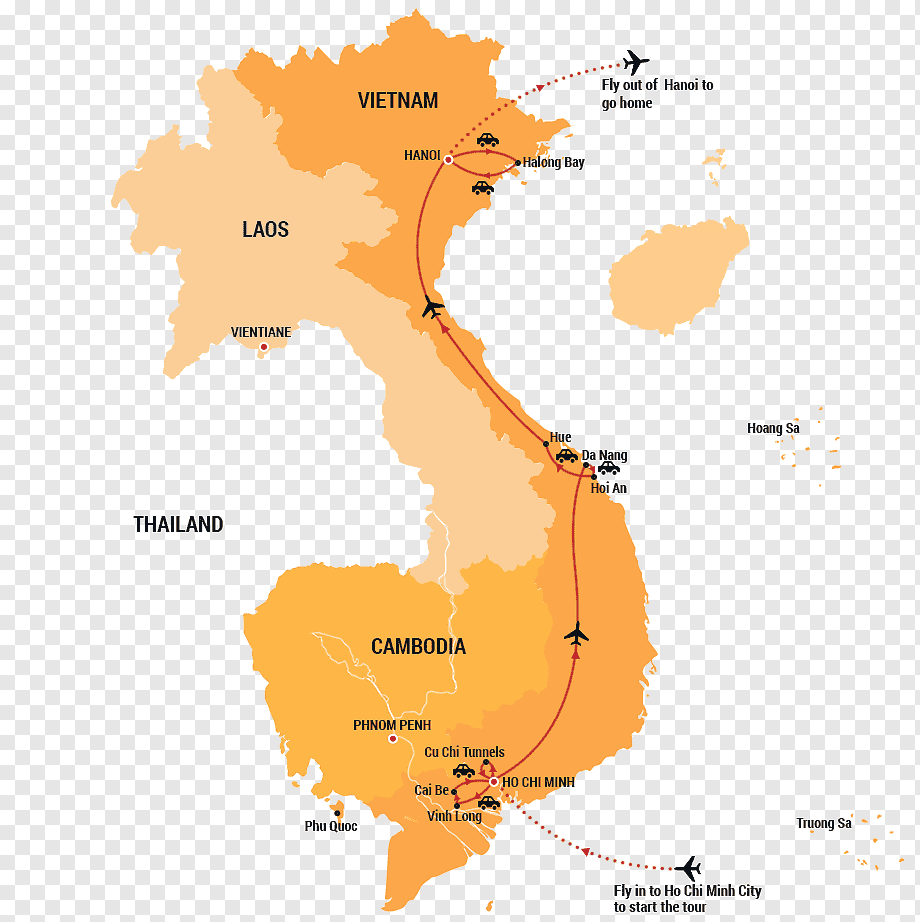 Fly out of Hanoi to
go home
VIETNAM
HANOI
Halong Bay
LAOS
VIENTIANE
Hoang Sa
Hue
Da Nang
Hoi An
THAILAND
CAMBODIA
PHNOM PENH
Cu Chi Tunnels
HO CHI MINH
Cai Be
Vinh Long
Phu Quoc
Truong Sa
Fly in to Ho Chi Minh City
to start the tour